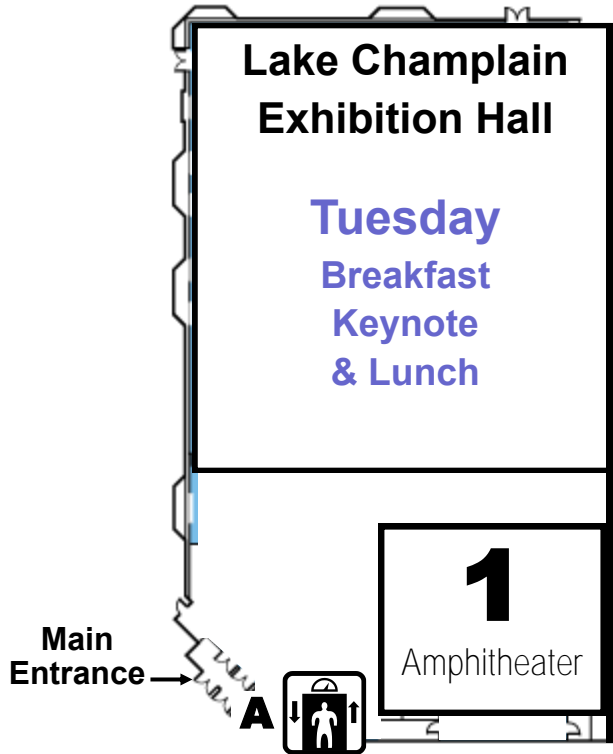 Lake Champlain
Exhibition Hall
Tuesday
Breakfast
Keynote
& Lunch
1
Amphitheater
Main
Entrance
A